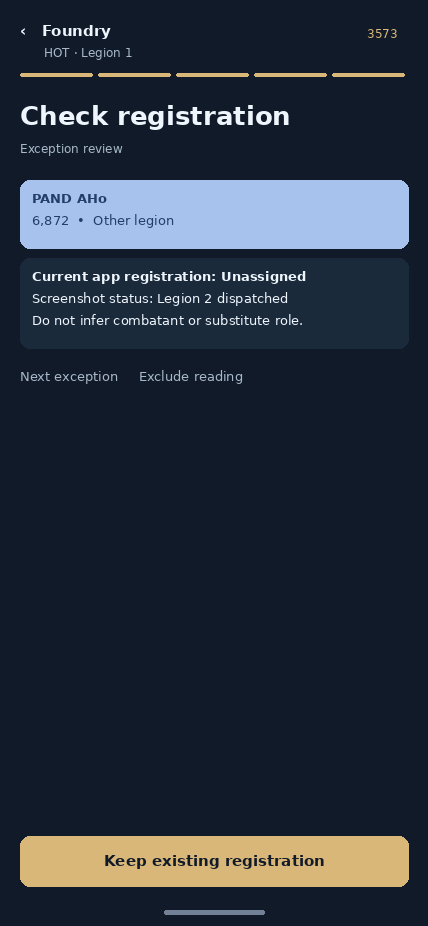 ‹ Foundry
3573
HOT · Legion 1
Check registration
Exception review
PAND AHo
6,872 • Other legion
Current app registration: Unassigned
Screenshot status: Legion 2 dispatched
Do not infer combatant or substitute role.
Next exception Exclude reading
Keep existing registration